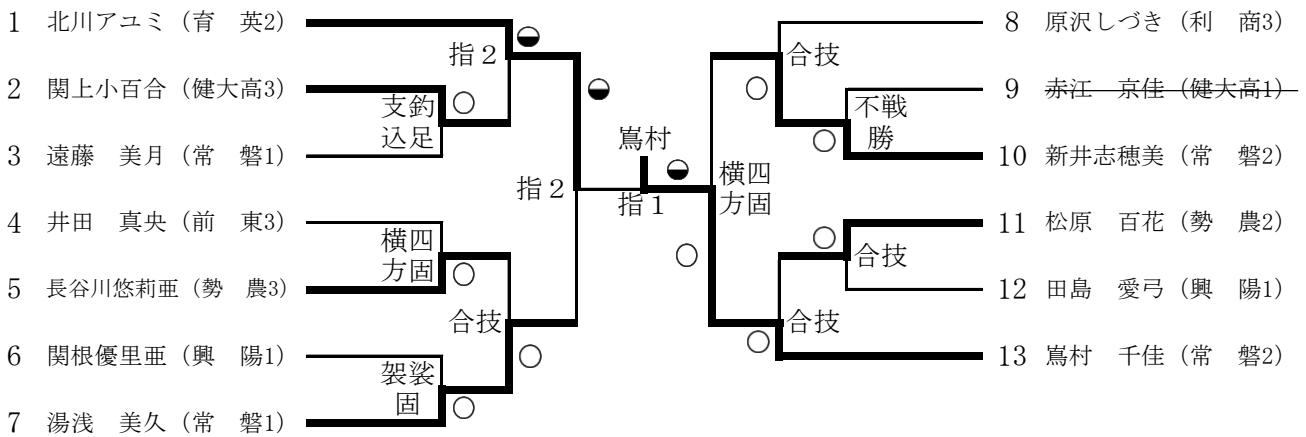 1 北川アユミ（育　英2）
2 関上小百合（健大高3）
3 遠藤　美月（常　磐1）
4 井田　真央（前　東3）
5 長谷川悠莉亜（勢　農3）
6 関根優里亜（興　陽1）
7 湯浅　美久（常　磐1）
指２
支釣
込足
横四
方固
合技
袈裟
固
指２
嶌村
指１
横四
方固
合技
不戦
勝
合技
合技
8 原沢しづき（利　商3）
9 赤江　京佳（健大高1）
10 新井志穂美（常　磐2）
11 松原　百花（勢　農2）
12 田島　愛弓（興　陽1）
13 嶌村　千佳（常　磐2）